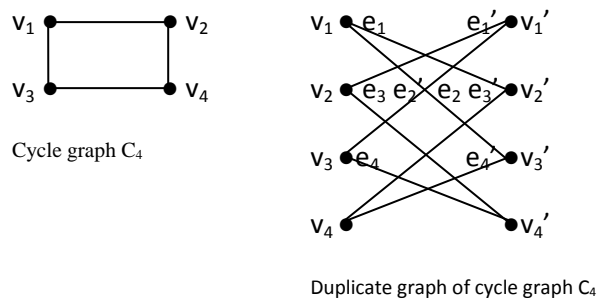 v₁ v₂
v₃ v₄
Cycle graph C₄
v₁ e₁ e₁′ v₁′
v₂ e₃ e₂′ e₂ e₃′ v₂′
v₃ e₄ e₄′ v₃′
v₄ v₄′
Duplicate graph of cycle graph C₄